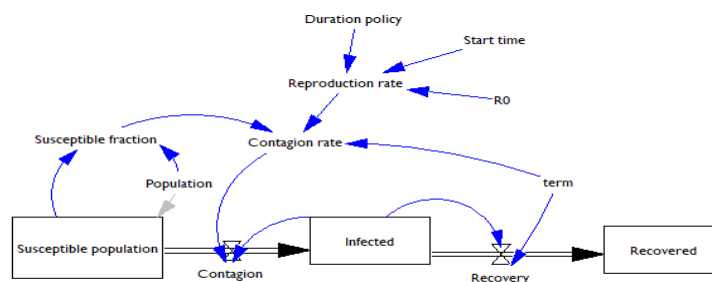 Duration policy
Start time
Reproduction rate
R0
Susceptible fraction
Contagion rate
Population
term
Susceptible population
Infected
Recovered
Contagion
Recovery